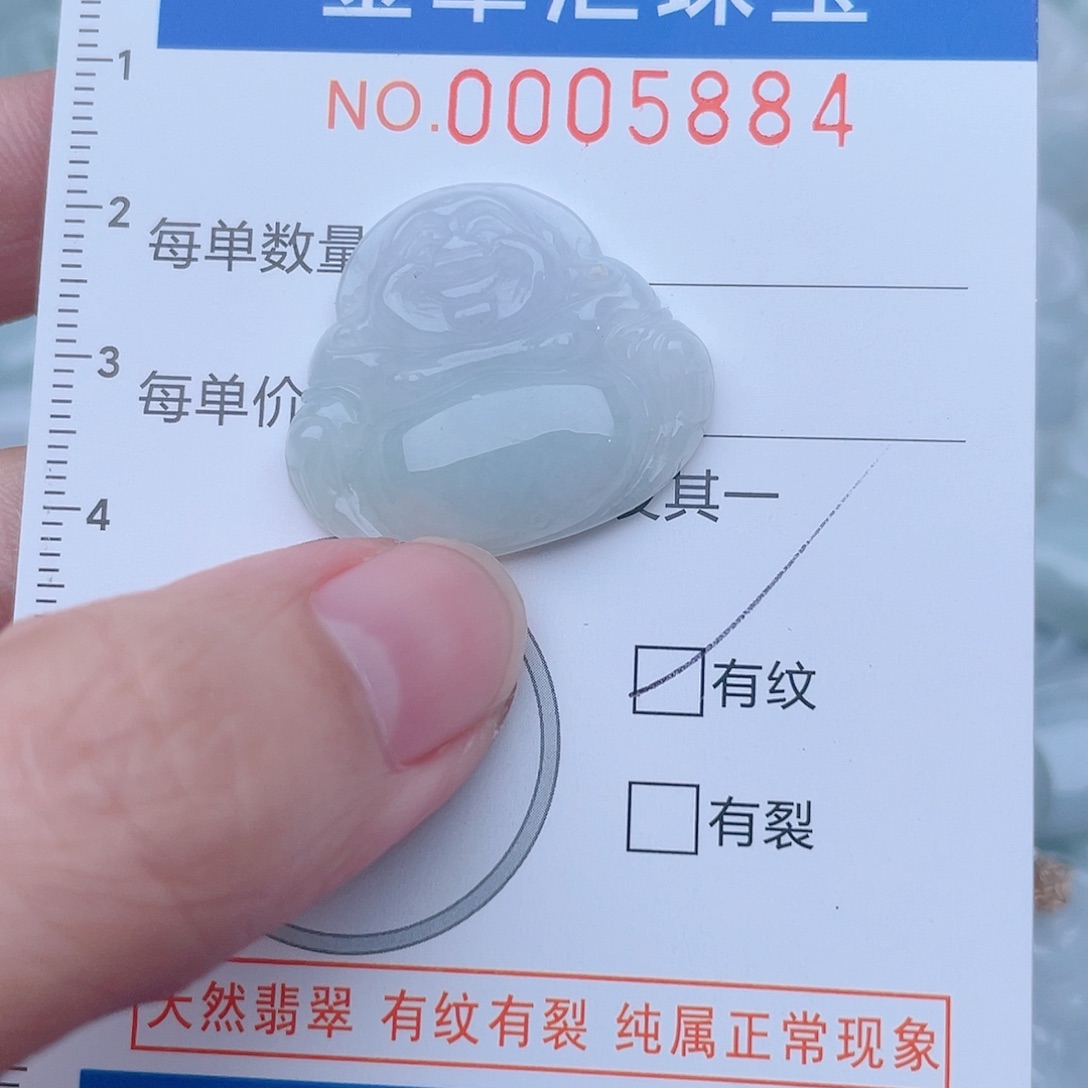 1
NO.0005884
2
每单数量
3
每单价
4
其一
有纹
有裂
天然翡翠 有纹有裂 纯属正常现象